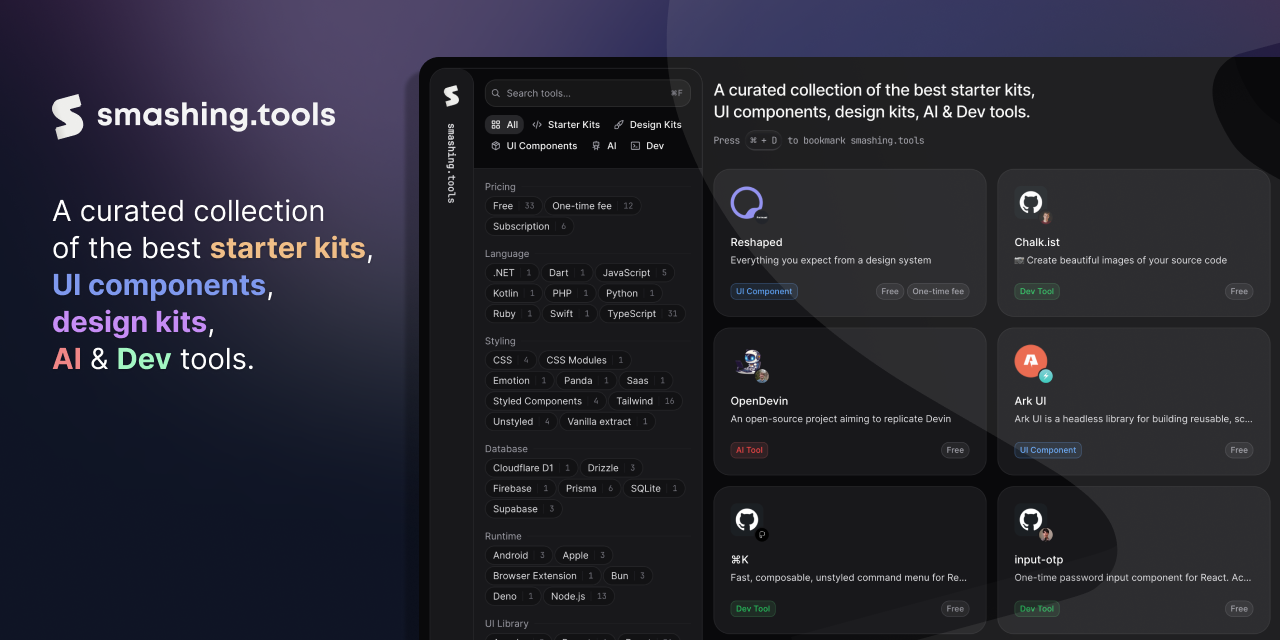 smashing.tools
A curated collection
of the best starter kits,
UI components,
design kits,
AI & Dev tools.
smashing.tools
Search tools...
⌘F
All
Starter Kits
Design Kits
UI Components
AI
Dev
Pricing
Free 33
One-time fee 12
Subscription 6
Language
.NET 1
Dart 1
JavaScript 5
Kotlin 1
PHP 1
Python 1
Ruby 1
Swift 1
TypeScript 31
Styling
CSS 4
CSS Modules 1
Emotion 1
Panda 1
Saas 1
Styled Components 4
Tailwind 16
Unstyled 4
Vanilla extract 1
Database
Cloudflare D1 1
Drizzle 3
Firebase 1
Prisma 6
SQLite 1
Supabase 3
Runtime
Android 3
Apple 3
Browser Extension 1
Bun 3
Deno 1
Node.js 13
UI Library
A curated collection of the best starter kits,
UI components, design kits, AI & Dev tools.
Press ⌘ + D to bookmark smashing.tools
Reshaped
Everything you expect from a design system
UI Component
Free
One-time fee
Chalk.ist
Create beautiful images of your source code
Dev Tool
Free
OpenDevin
An open-source project aiming to replicate Devin
AI Tool
Free
Ark UI
Ark UI is a headless library for building reusable, sc...
UI Component
Free
⌘K
Fast, composable, unstyled command menu for Re...
Dev Tool
Free
input-otp
One-time password input component for React. Ac...
Dev Tool
Free